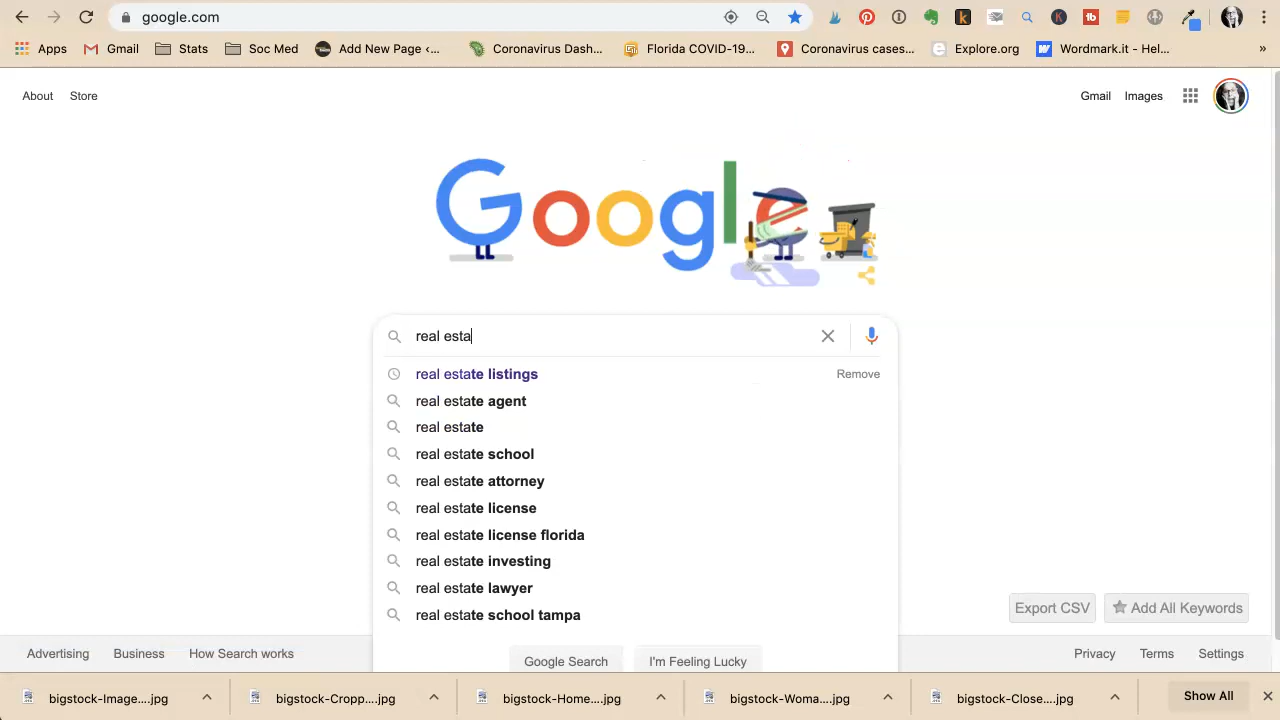 google.com
Apps Gmail Stats Soc Med Add New Page <... Coronavirus Dash... Florida COVID-19... Coronavirus cases... Explore.org Wordmark.it - Hel... »
About Store Gmail Images
Google
real esta
real estate listings Remove
real estate agent
real estate
real estate school
real estate attorney
real estate license
real estate license florida
real estate investing
real estate lawyer
real estate school tampa
Export CSV Add All Keywords
Google Search I'm Feeling Lucky
Advertising Business How Search works Privacy Terms Settings
bigstock-Image....jpg bigstock-Cropp....jpg bigstock-Home....jpg bigstock-Woma....jpg bigstock-Close....jpg Show All